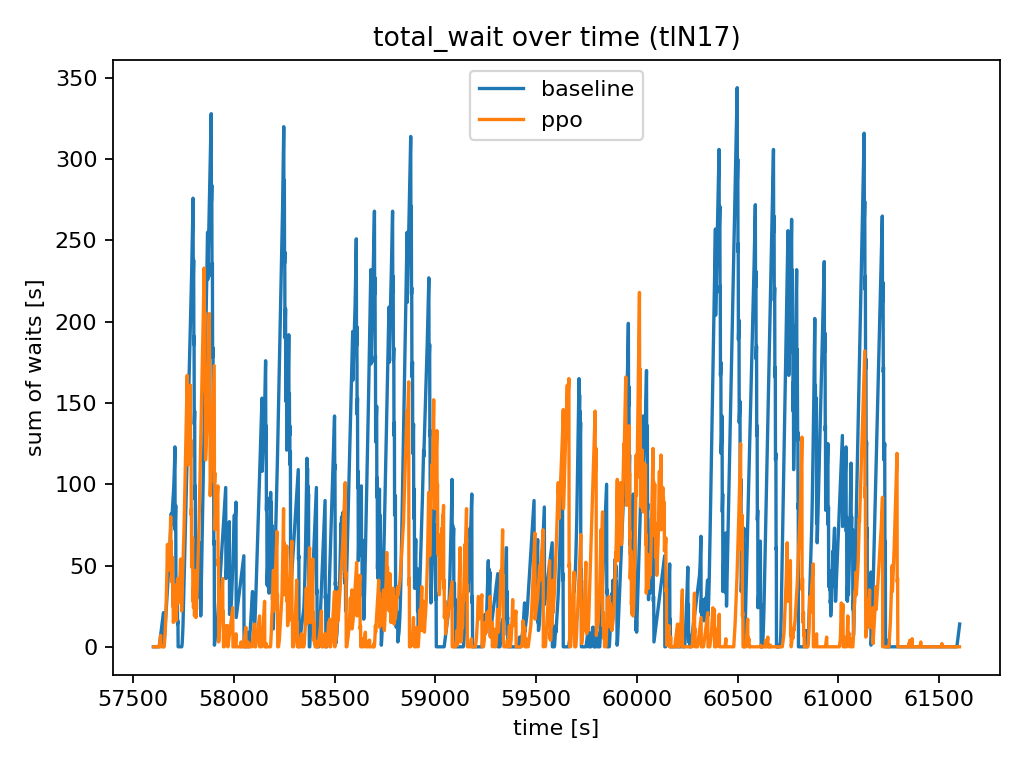 total_wait over time (tlN17)
baseline
ppo
sum of waits [s]
350
300
250
200
150
100
50
0
57500 58000 58500 59000 59500 60000 60500 61000 61500
time [s]